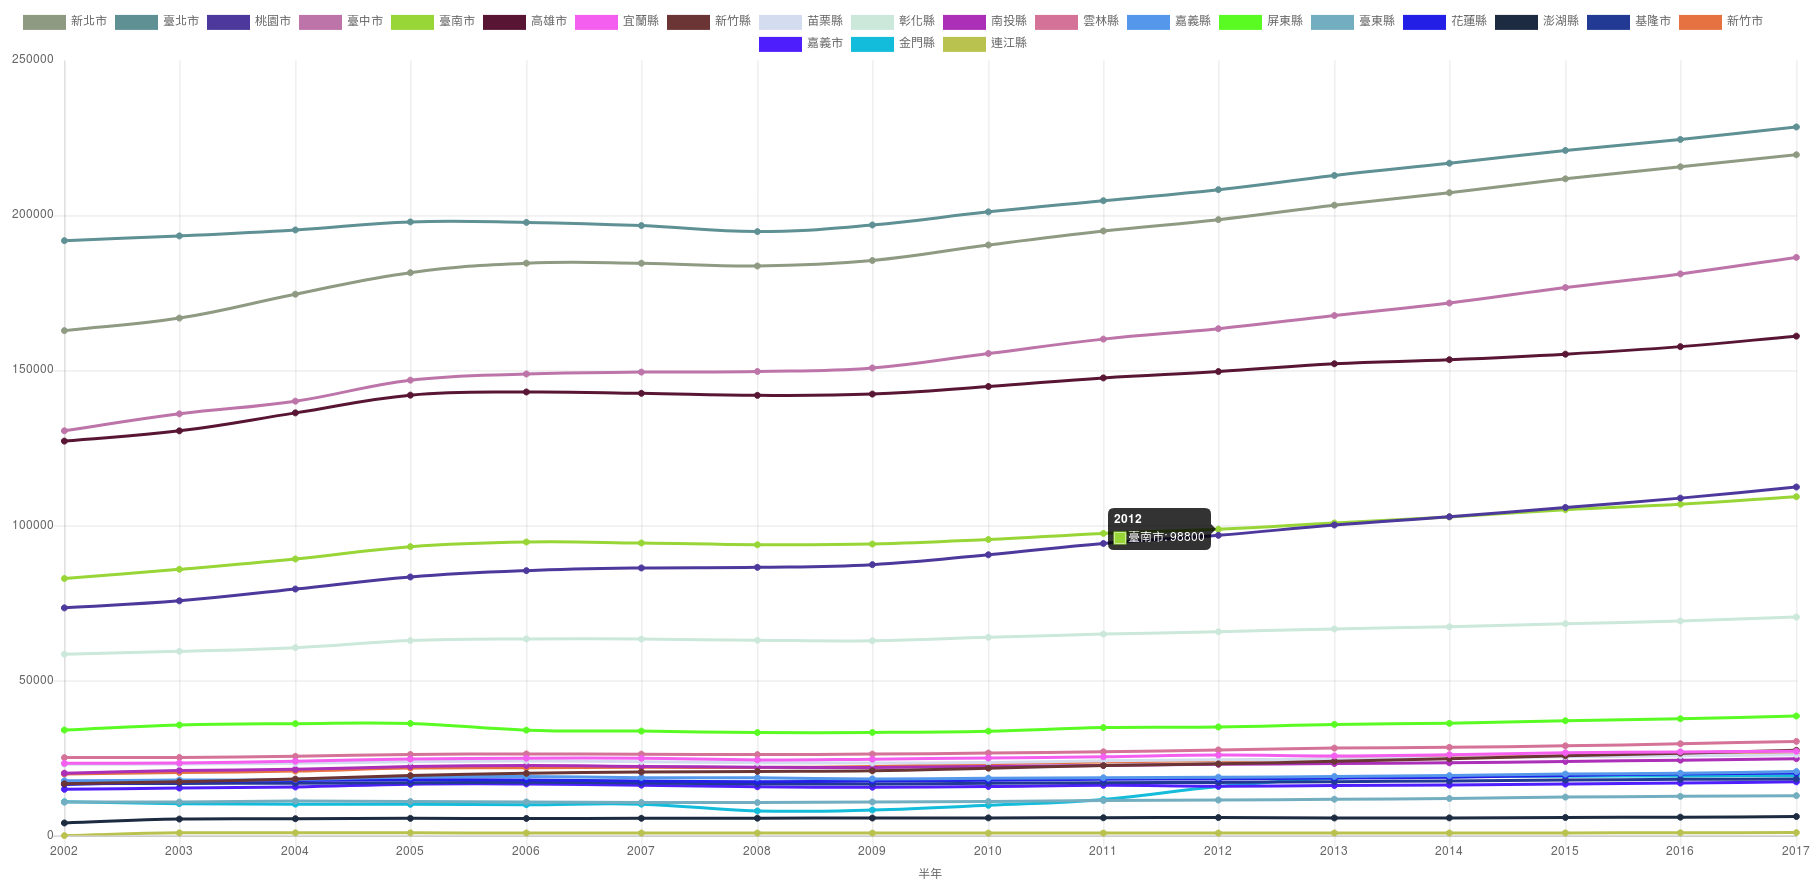 新北市 臺北市 桃園市 臺中市 臺南市 高雄市 宜蘭縣 新竹縣 苗栗縣 彰化縣 南投縣 雲林縣 嘉義縣 屏東縣 臺東縣 花蓮縣 澎湖縣 基隆市 新竹市
嘉義市 金門縣 連江縣
250000
200000
150000
100000
2012
臺南市: 98800
50000
0
2002 2003 2004 2005 2006 2007 2008 2009 2010 2011 2012 2013 2014 2015 2016 2017
半年